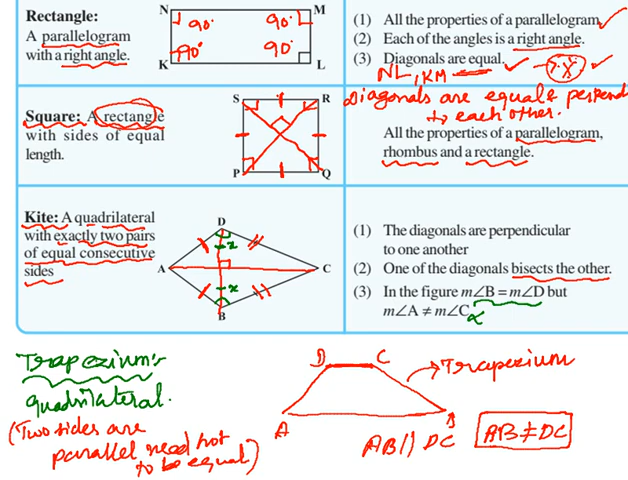 Rectangle:
A parallelogram
with a right angle.
N
M
K
L
90°
90°
90°
90°
(1) All the properties of a parallelogram.
(2) Each of the angles is a right angle.
(3) Diagonals are equal.
NL, KM
Diagonals are equal & perpend
to each other.
Square: A rectangle
with sides of equal
length.
S
R
P
Q
All the properties of a parallelogram,
rhombus and a rectangle.
Kite: A quadrilateral
with exactly two pairs
of equal consecutive
sides
D
A
C
B
x
x
(1) The diagonals are perpendicular
to one another
(2) One of the diagonals bisects the other.
(3) In the figure m∠B = m∠D but
m∠A ≠ m∠C
Trapezium:
quadrilateral.
(Two sides are
parallel need not
to be equal)
D
C
A
B
Trapezium
AB || DC
AB ≠ DC